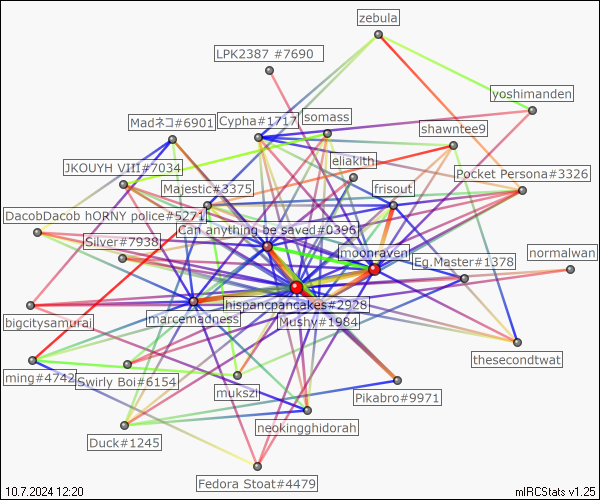 zebula
LPK2387 #7690
yoshimanden
Madネコ#6901
Cypha#1717
somass
shawntee9
eliakith
JKOUYH VIII#7034
Majestic#3375
frisout
Pocket Persona#3326
DacobDacob hORNY police#5271
Can anything be saved#0396
Silver#7938
moonraven
normalwan
Eg.Master#1378
hispancpancakes#2928
bigcitysamurai
marcemadness
Mushy#1984
thesecondtwat
ming#4742
Swirly Boi#6154
mukszi
Pikabro#9971
neokingghidorah
Duck#1245
Fedora Stoat#4479
10.7.2024 12:20
mIRCStats v1.25